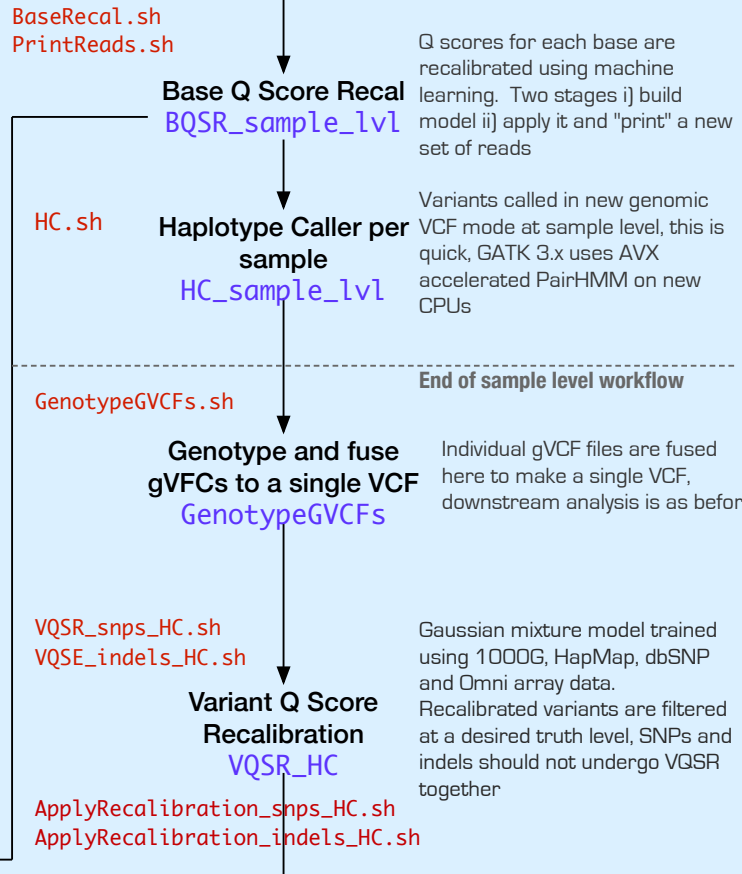 BaseRecal.sh
PrintReads.sh
Base Q Score Recal
BQSR_sample_lvl
Q scores for each base are
recalibrated using machine
learning.  Two stages i) build
model ii) apply it and "print" a new
set of reads
HC.sh
Haplotype Caller per
sample
HC_sample_lvl
Variants called in new genomic
VCF mode at sample level, this is
quick, GATK 3.x uses AVX
accelerated PairHMM on new
CPUs
End of sample level workflow
GenotypeGVCFs.sh
Genotype and fuse
gVFCs to a single VCF
GenotypeGVCFs
Individual gVCF files are fused
here to make a single VCF,
downstream analysis is as befor
VQSR_snps_HC.sh
VQSE_indels_HC.sh
Variant Q Score
Recalibration
VQSR_HC
Gaussian mixture model trained
using 1000G, HapMap, dbSNP
and Omni array data.
Recalibrated variants are filtered
at a desired truth level, SNPs and
indels should not undergo VQSR
together
ApplyRecalibration_snps_HC.sh
ApplyRecalibration_indels_HC.sh